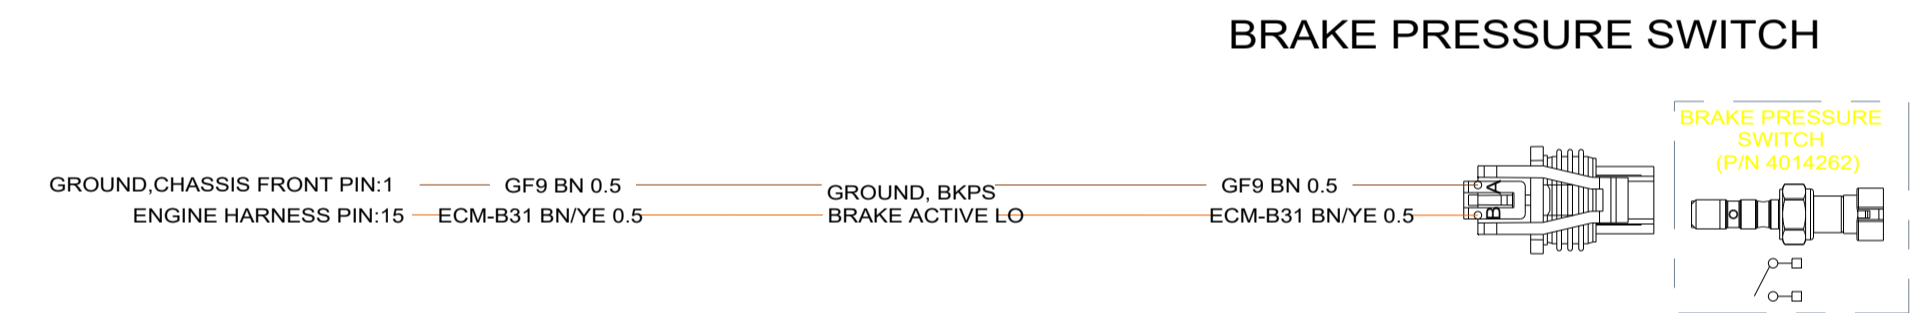 BRAKE PRESSURE SWITCH
BRAKE PRESSURE
SWITCH
(P/N 4014262)
GROUND,CHASSIS FRONT PIN:1 GF9 BN 0.5 GROUND, BKPS GF9 BN 0.5 A
ENGINE HARNESS PIN:15 ECM-B31 BN/YE 0.5 BRAKE ACTIVE LO ECM-B31 BN/YE 0.5 B